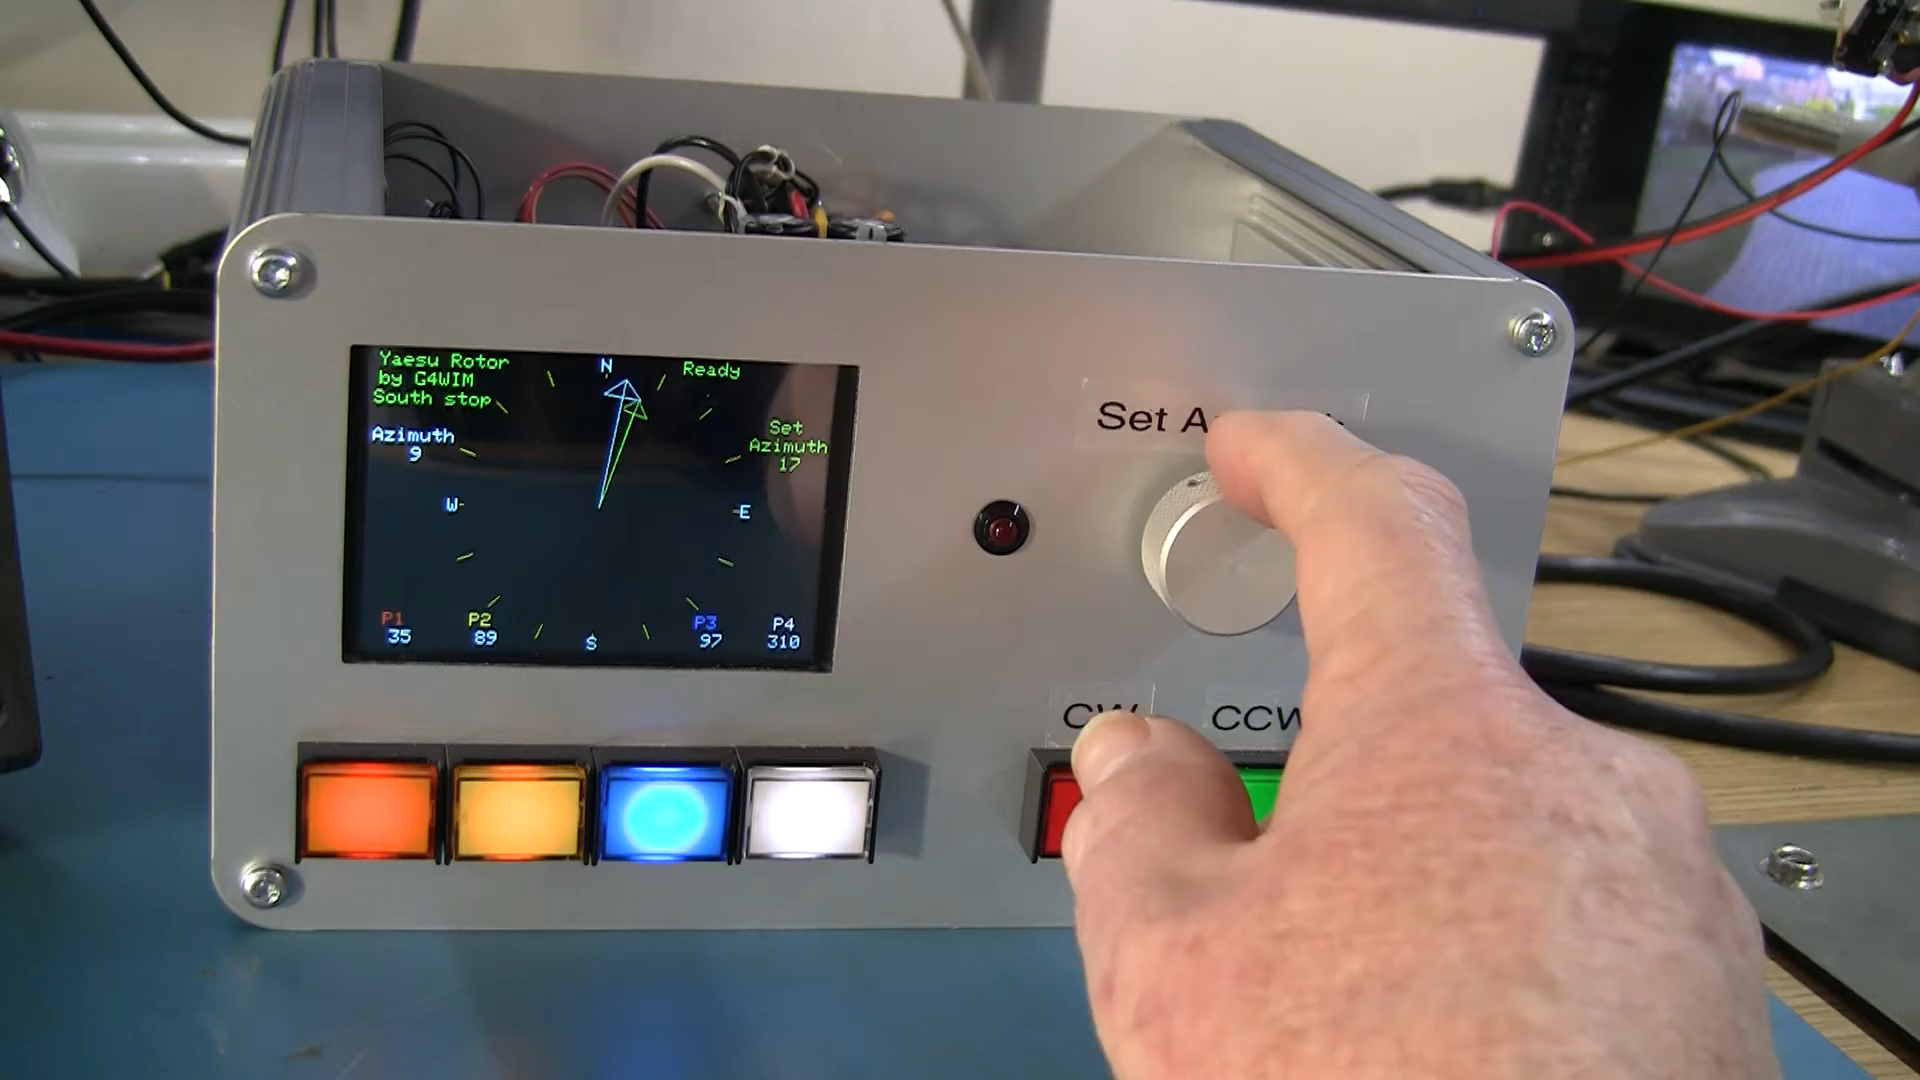 Yaesu Rotor
by G4WIM
South stop
N
Ready
Azimuth
9
Set
Azimuth
17
W
E
P1
35
P2
89
S
P3
97
P4
310
Set
CW
CCW